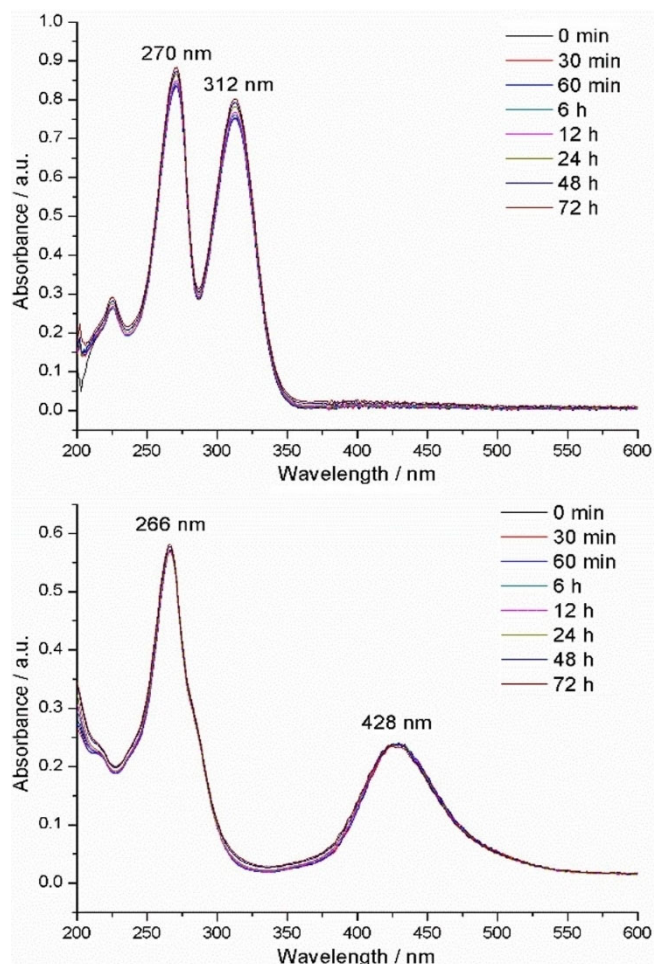 270 nm
312 nm
0 min
30 min
60 min
6 h
12 h
24 h
48 h
72 h
Absorbance / a.u.
1.0
0.9
0.8
0.7
0.6
0.5
0.4
0.3
0.2
0.1
0.0
200 250 300 350 400 450 500 550 600
Wavelength / nm
266 nm
428 nm
0 min
30 min
60 min
6 h
12 h
24 h
48 h
72 h
Absorbance / a.u.
0.6
0.5
0.4
0.3
0.2
0.1
0.0
200 250 300 350 400 450 500 550 600
Wavelength / nm